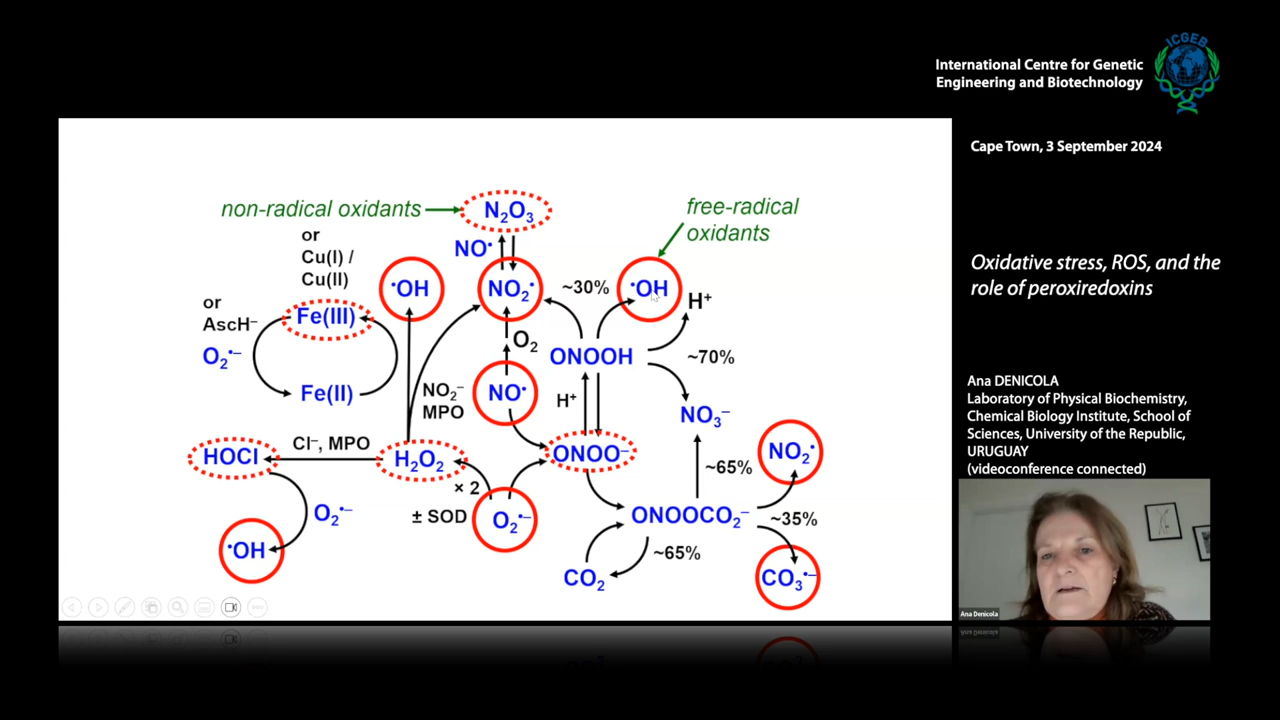 ICGEB
International Centre for Genetic
Engineering and Biotechnology
Cape Town, 3 September 2024
Oxidative stress, ROS, and the
role of peroxiredoxins
Ana DENICOLA
Laboratory of Physical Biochemistry,
Chemical Biology Institute, School of
Sciences, University of the Republic,
URUGUAY
(videoconference connected)
Ana Denicola
non-radical oxidants
N₂O₃
free-radical
oxidants
or
Cu(I) /
Cu(II)
NO•
•OH
NO₂•
~30%
•OH
H⁺
or
AscH⁻
Fe(III)
O₂•⁻
O₂
ONOOH
~70%
Fe(II)
NO₂⁻
MPO
NO•
H⁺
NO₃⁻
Cl⁻, MPO
HOCl
H₂O₂
ONOO⁻
NO₂•
~65%
× 2
± SOD
O₂•⁻
O₂•⁻
ONOOCO₂⁻
~35%
•OH
~65%
CO₂
CO₃•⁻